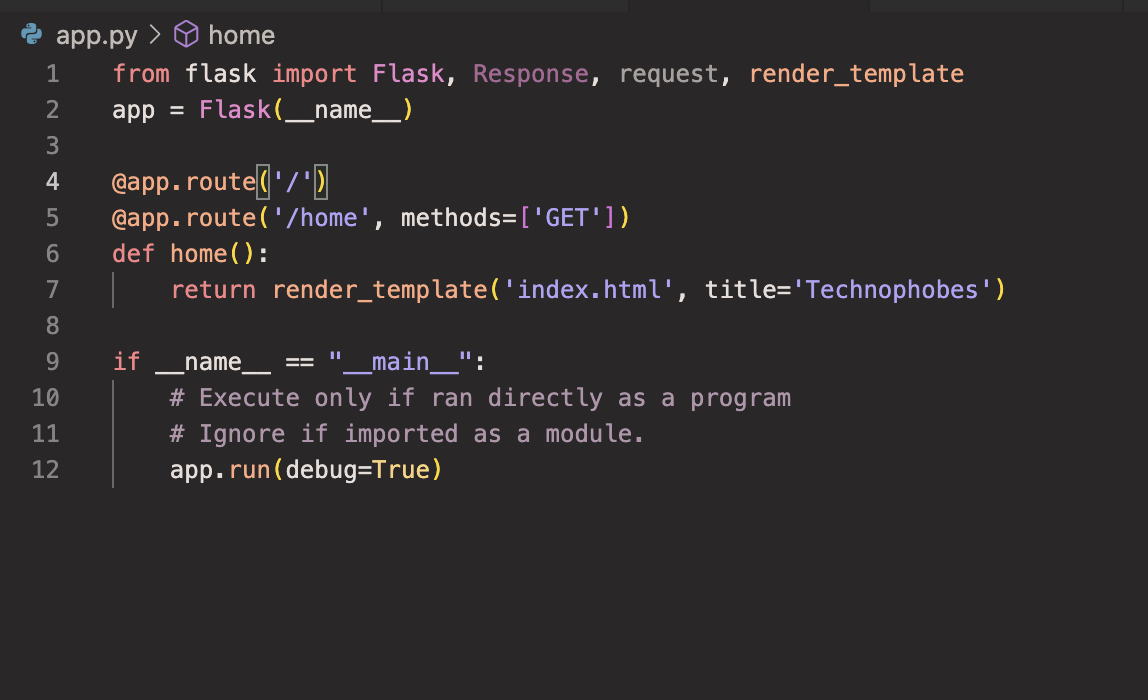 app.py > home
1 from flask import Flask, Response, request, render_template
2 app = Flask(__name__)
3
4 @app.route('/')
5 @app.route('/home', methods=['GET'])
6 def home():
7     return render_template('index.html', title='Technophobes')
8
9 if __name__ == "__main__":
10     # Execute only if ran directly as a program
11     # Ignore if imported as a module.
12     app.run(debug=True)